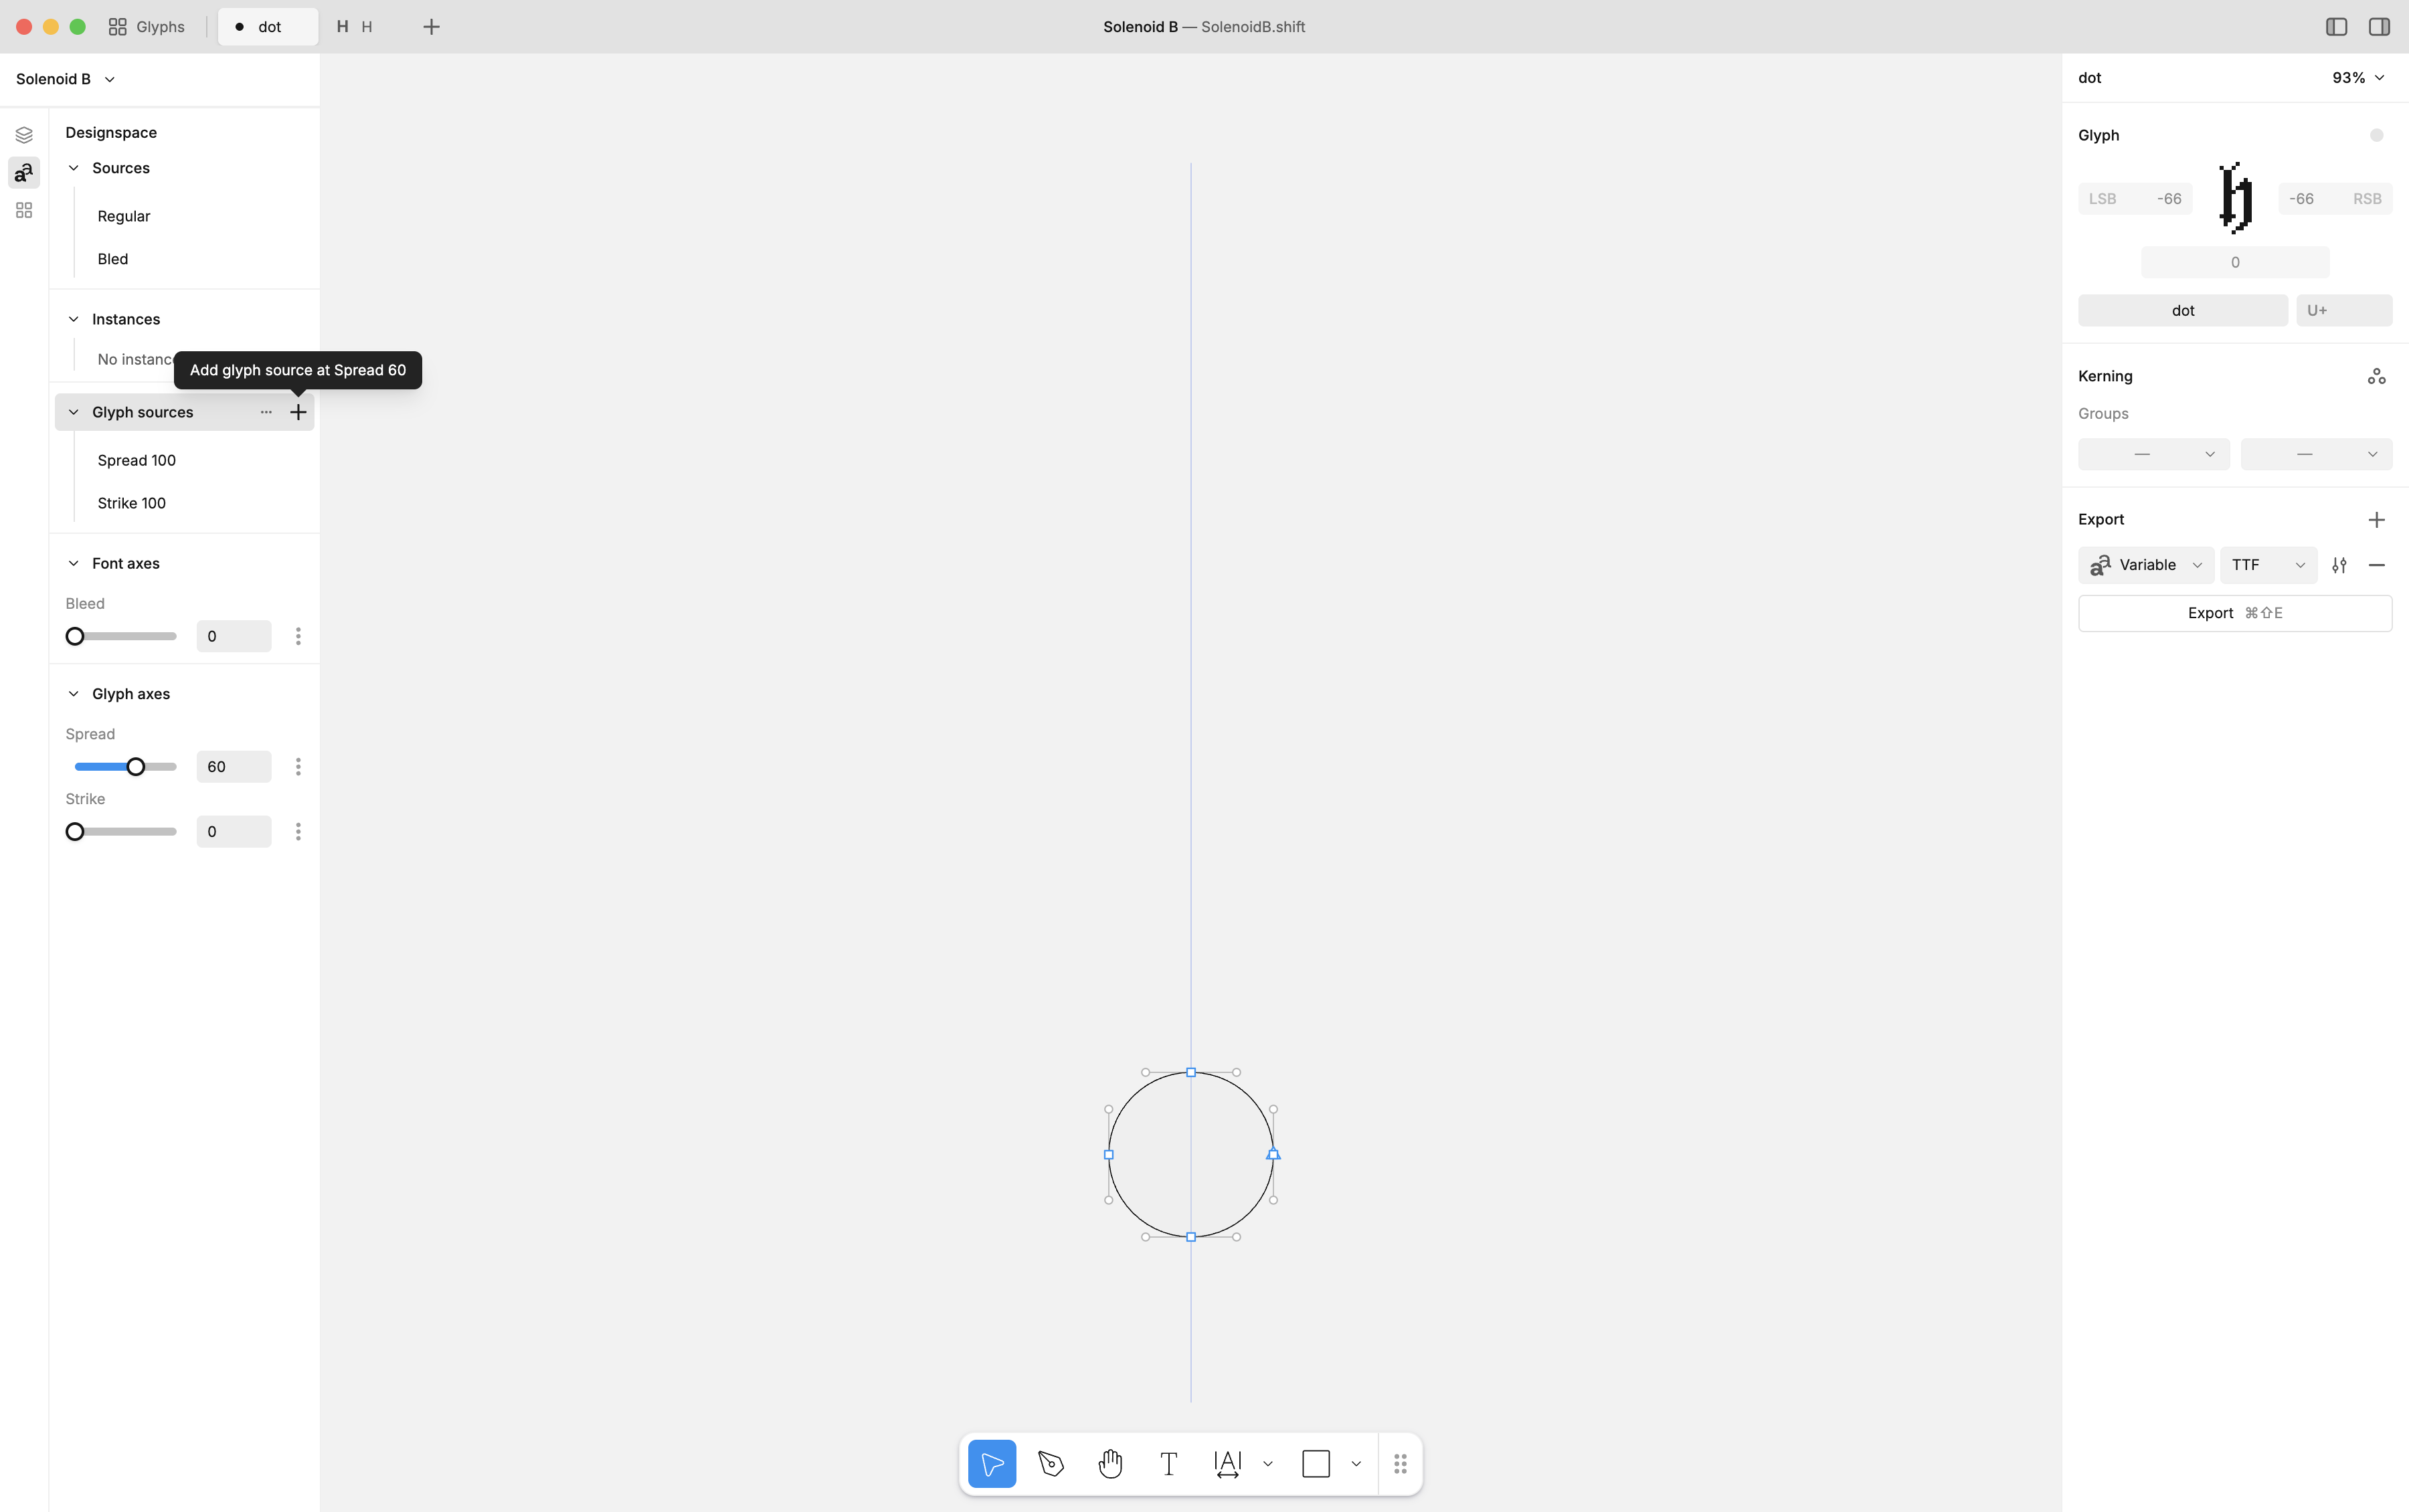 Glyphs
dot
H H
Solenoid B — SolenoidB.shift
Solenoid B
Designspace
Sources
Regular
Bled
Instances
No instanc
Add glyph source at Spread 60
Glyph sources
Spread 100
Strike 100
Font axes
Bleed
0
Glyph axes
Spread
60
Strike
0
dot
93%
Glyph
LSB -66
-66 RSB
0
dot
U+
Kerning
Groups
—
—
Export
Variable
TTF
Export ⌘⇧E